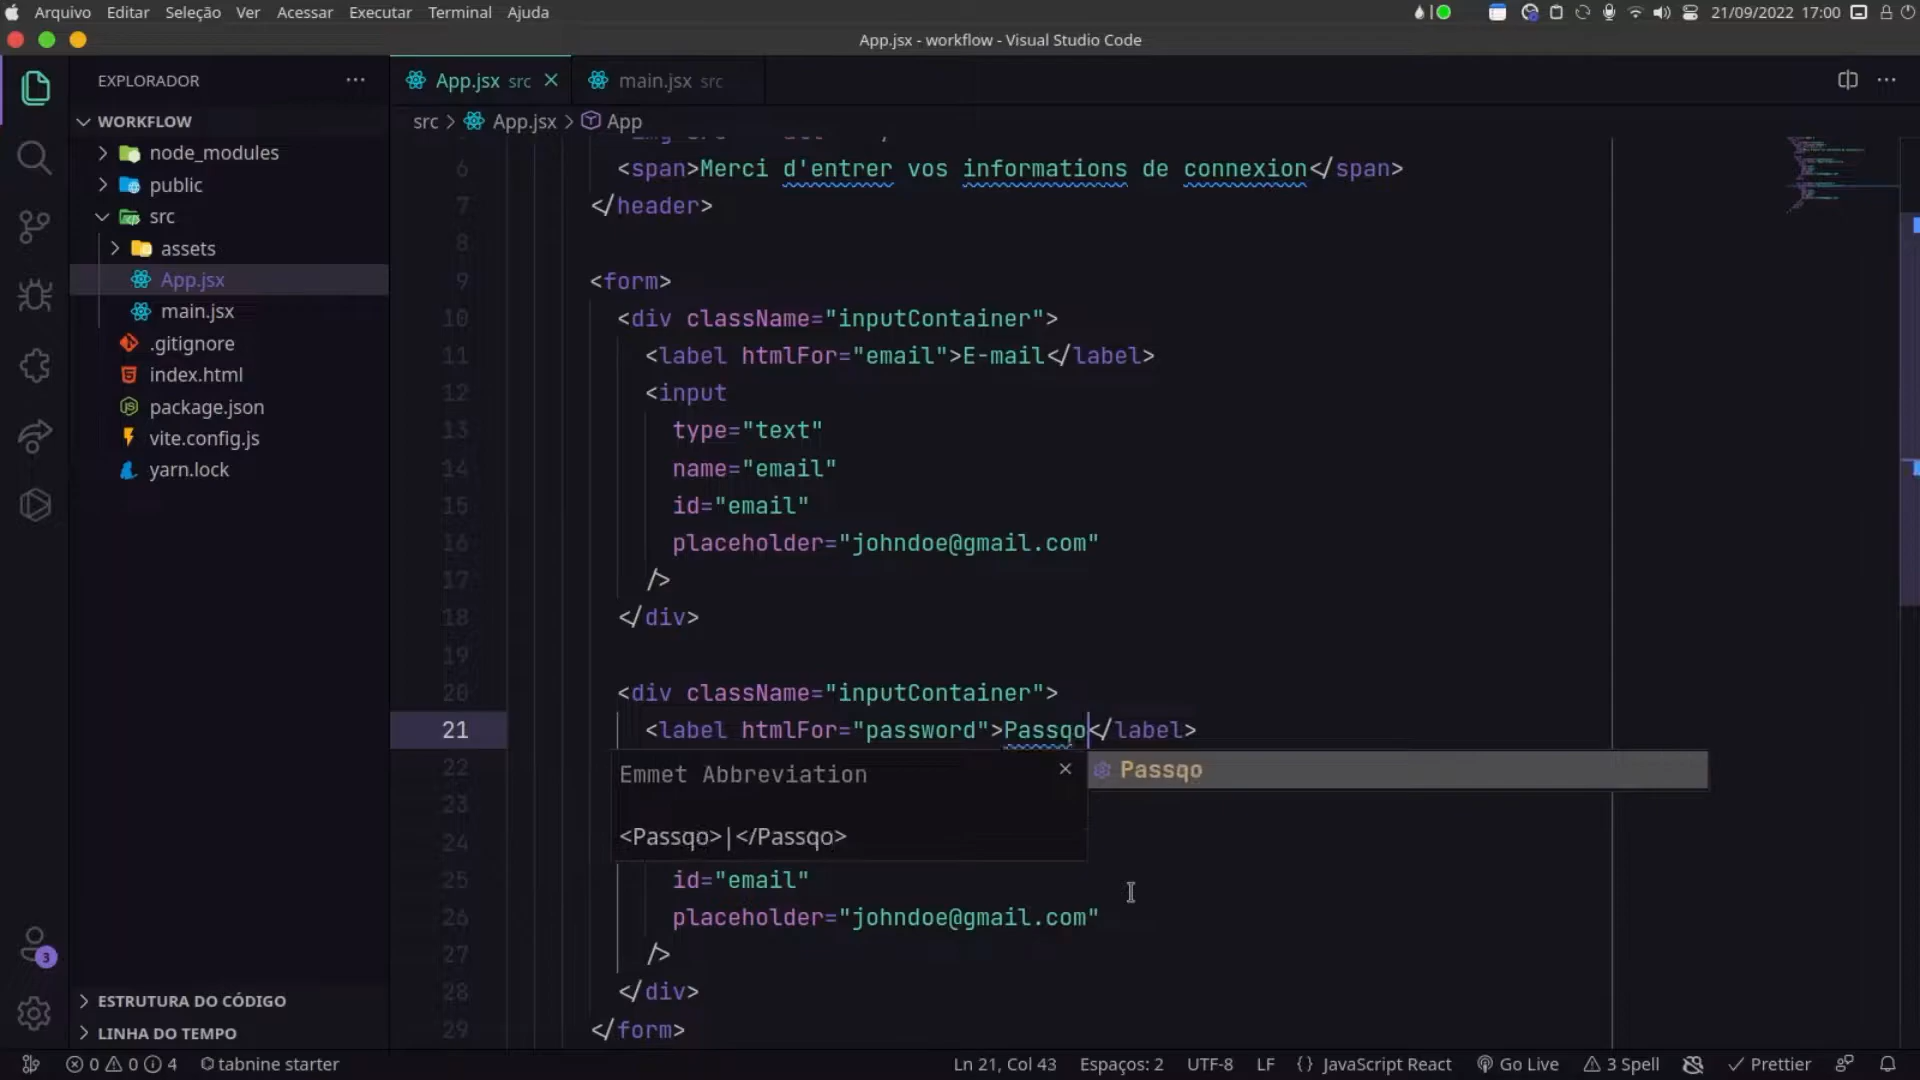 Arquivo Editar Seleção Ver Acessar Executar Terminal Ajuda
21/09/2022 17:00
App.jsx - workflow - Visual Studio Code
EXPLORADOR
App.jsx src
main.jsx src
WORKFLOW
src > App.jsx > App
node_modules
public
src
assets
App.jsx
main.jsx
.gitignore
index.html
package.json
vite.config.js
yarn.lock
6 <span>Merci d'entrer vos informations de connexion</span>
7 </header>
8
9 <form>
10 <div className="inputContainer">
11 <label htmlFor="email">E-mail</label>
12 <input
13 type="text"
14 name="email"
15 id="email"
16 placeholder="johndoe@gmail.com"
17 />
18 </div>
19
20 <div className="inputContainer">
21 <label htmlFor="password">Passqo</label>
22
Emmet Abbreviation
Passqo
23
<Passqo>|</Passqo>
24
25 id="email"
26 placeholder="johndoe@gmail.com"
27 />
28 </div>
29 </form>
3
ESTRUTURA DO CÓDIGO
LINHA DO TEMPO
0 0 4 tabnine starter
Ln 21, Col 43 Espaços: 2 UTF-8 LF {} JavaScript React Go Live 3 Spell Prettier